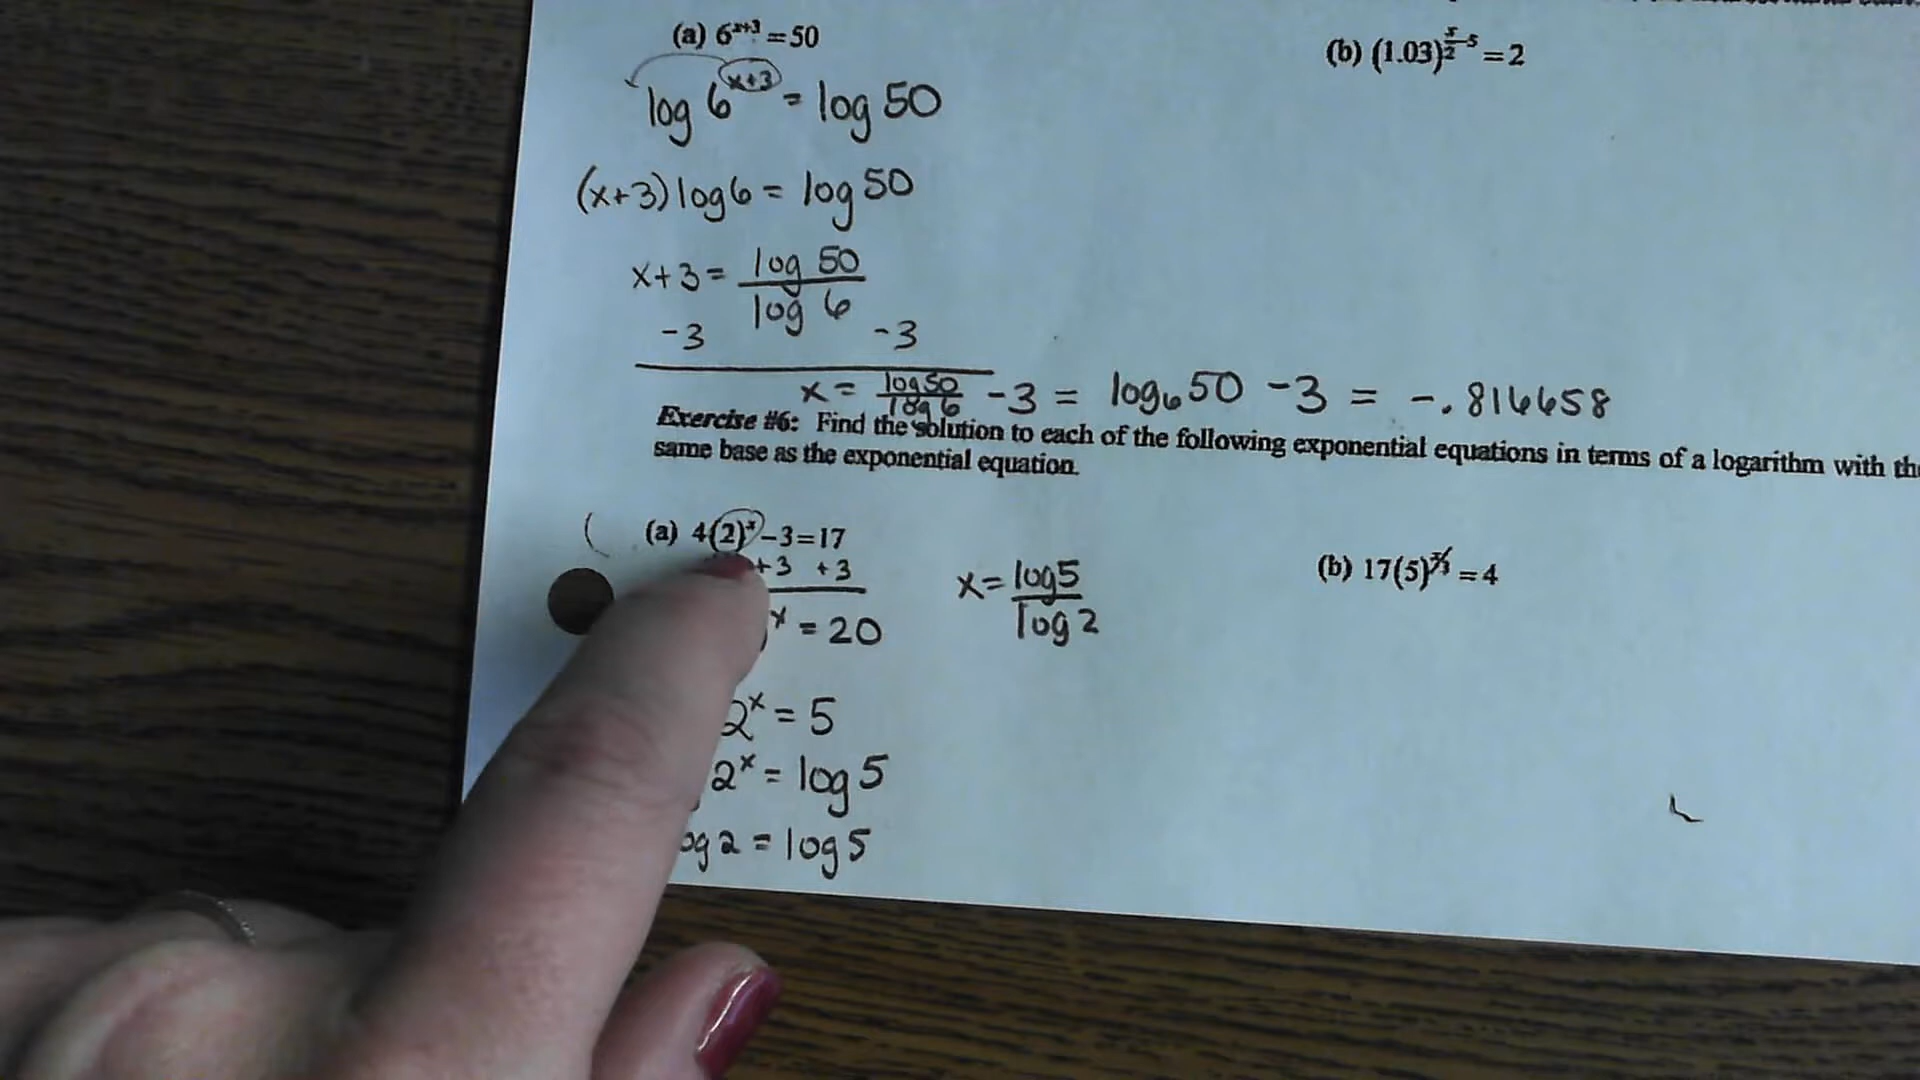 (a) 6^{x+3} = 50
(b) (1.03)^{x/2-5} = 2
log 6^{x+3} = log 50
(x+3) log 6 = log 50
x+3 = log 50 / log 6
-3 -3
x = log 50 / log 6 - 3 = log₆ 50 - 3 = -.816658
Exercise #6: Find the solution to each of the following exponential equations in terms of a logarithm with
same base as the exponential equation.
(a) 4(2)^x - 3 = 17
+3 +3
x = log 5 / log 2
(b) 17(5)^{x/3} = 4
^x = 20
2^x = 5
2^x = log 5
log 2 = log 5